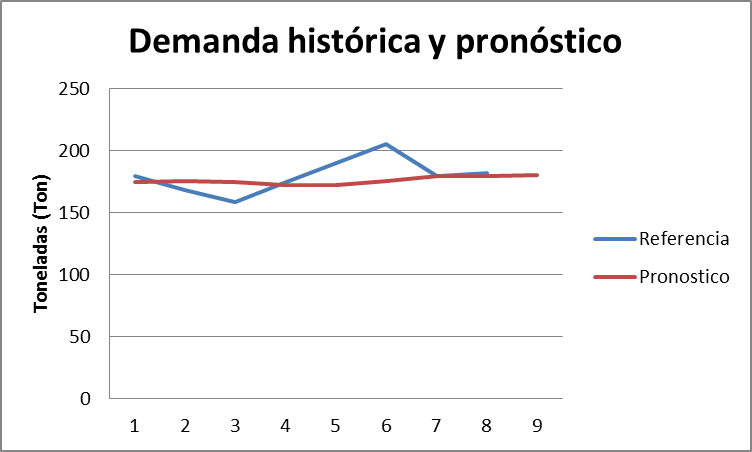 Demanda histórica y pronóstico
Toneladas (Ton)
250
200
150
100
50
0
1 2 3 4 5 6 7 8 9
Referencia
Pronostico